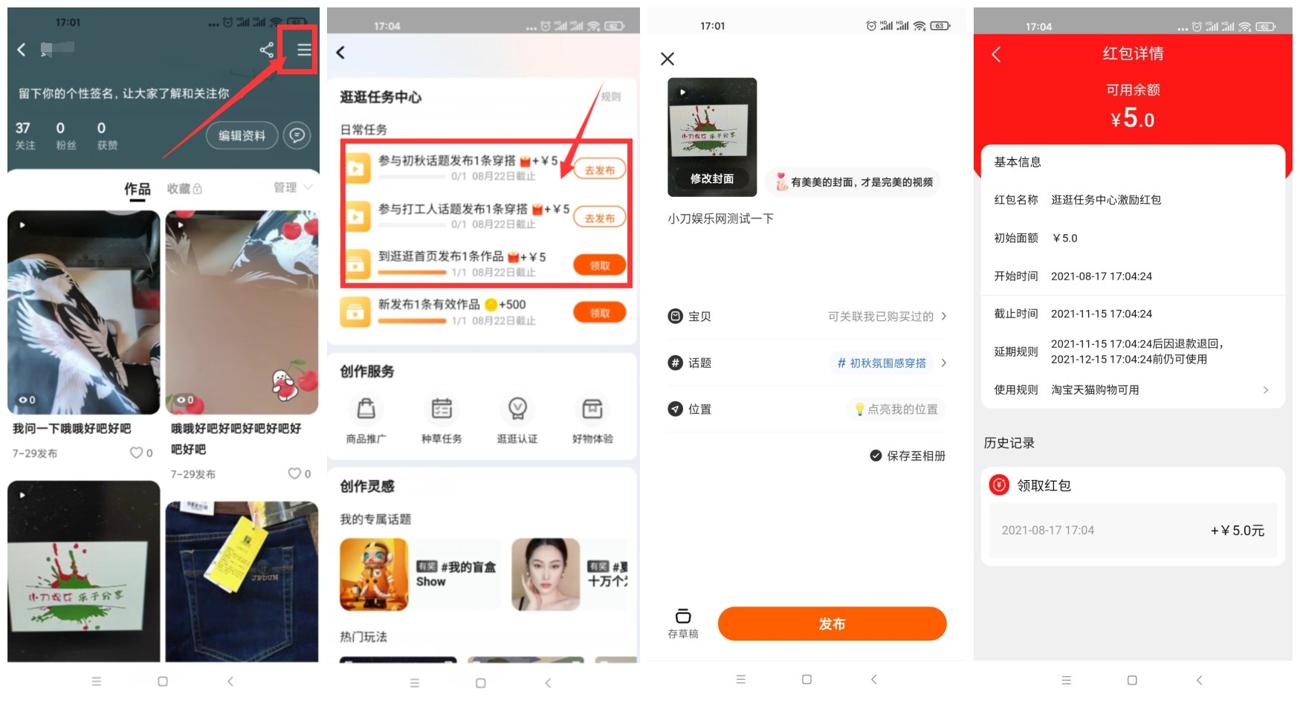 17:01
留下你的个性签名，让大家了解和关注你
37
0
0
关注
粉丝
获赞
编辑资料
作品
收藏
管理
0
0
我问一下哦哦好吧好吧
7-29发布
0
哦哦好吧好吧好吧好吧好
吧好吧
7-29发布
0
小刀娱乐 乐于分享
17:04
62
逛逛任务中心
规则
日常任务
参与初秋话题发布1条穿搭
+￥5
0/1 08月22日截止
去发布
参与打工人话题发布1条穿搭
+￥5
0/1 08月22日截止
去发布
到逛逛首页发布1条作品
+￥5
1/1 08月22日截止
领取
新发布1条有效作品
+500
1/1 08月22日截止
领取
创作服务
商品推广
种草任务
逛逛认证
好物体验
创作灵感
我的专属话题
有奖 #我的盲盒
Show
有奖
十万个
热门玩法
17:01
63
小刀娱乐 乐于分享
修改封面
有美美的封面，才是完美的视频
小刀娱乐网测试一下
宝贝
可关联我已购买过的
话题
# 初秋氛围感穿搭
位置
点亮我的位置
保存至相册
存草稿
发布
17:04
62
红包详情
可用余额
¥5.0
基本信息
红包名称
逛逛任务中心激励红包
初始面额
￥5.0
开始时间
2021-08-17 17:04:24
截止时间
2021-11-15 17:04:24
延期规则
2021-11-15 17:04:24后因退款退回，
2021-12-15 17:04:24前仍可使用
使用规则
淘宝天猫购物可用
历史记录
领取红包
2021-08-17 17:04
+￥5.0元